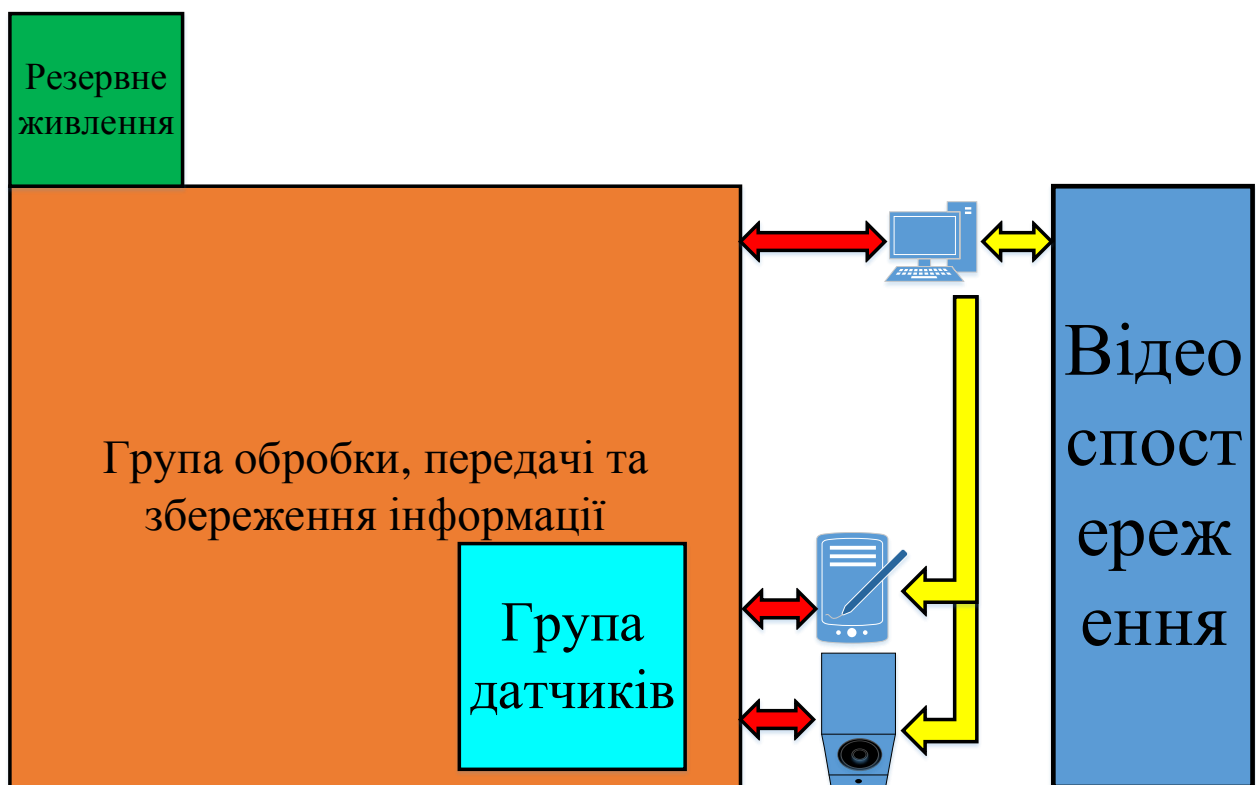 Резервне
живлення
Група обробки, передачі та
збереження інформації
Група
датчиків
Відео
спост
ереж
ення